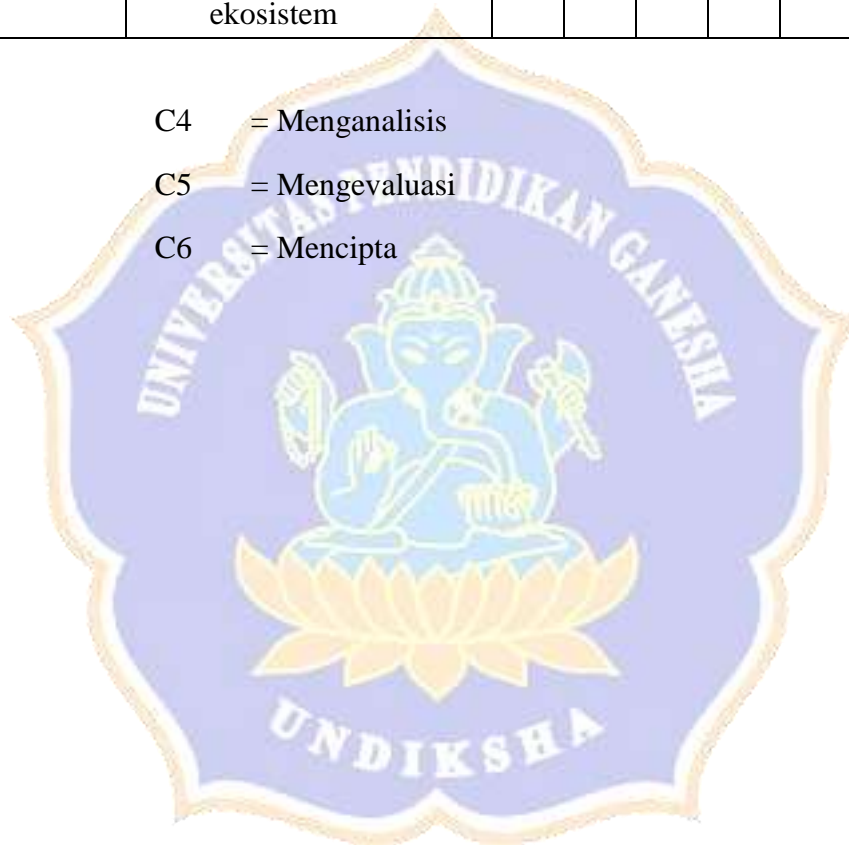 ekosistem
C4 = Menganalisis
C5 = Mengevaluasi
C6 = Mencipta
UNIVERSITAS PENDIDIKAN GANESHA
UNDIKSHA